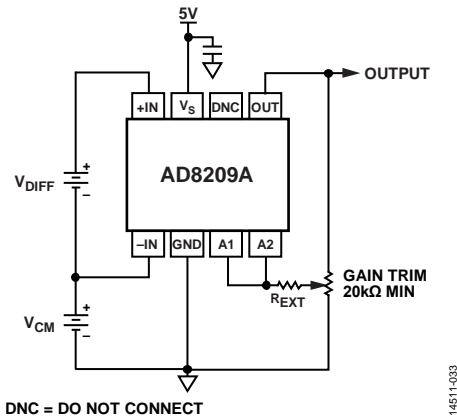 5V
OUTPUT
+IN
VS
DNC
OUT
AD8209A
VDIFF
+
–
–IN
GND
A1
A2
REXT
GAIN TRIM
20kΩ MIN
VCM
+
–
DNC = DO NOT CONNECT
14511-033